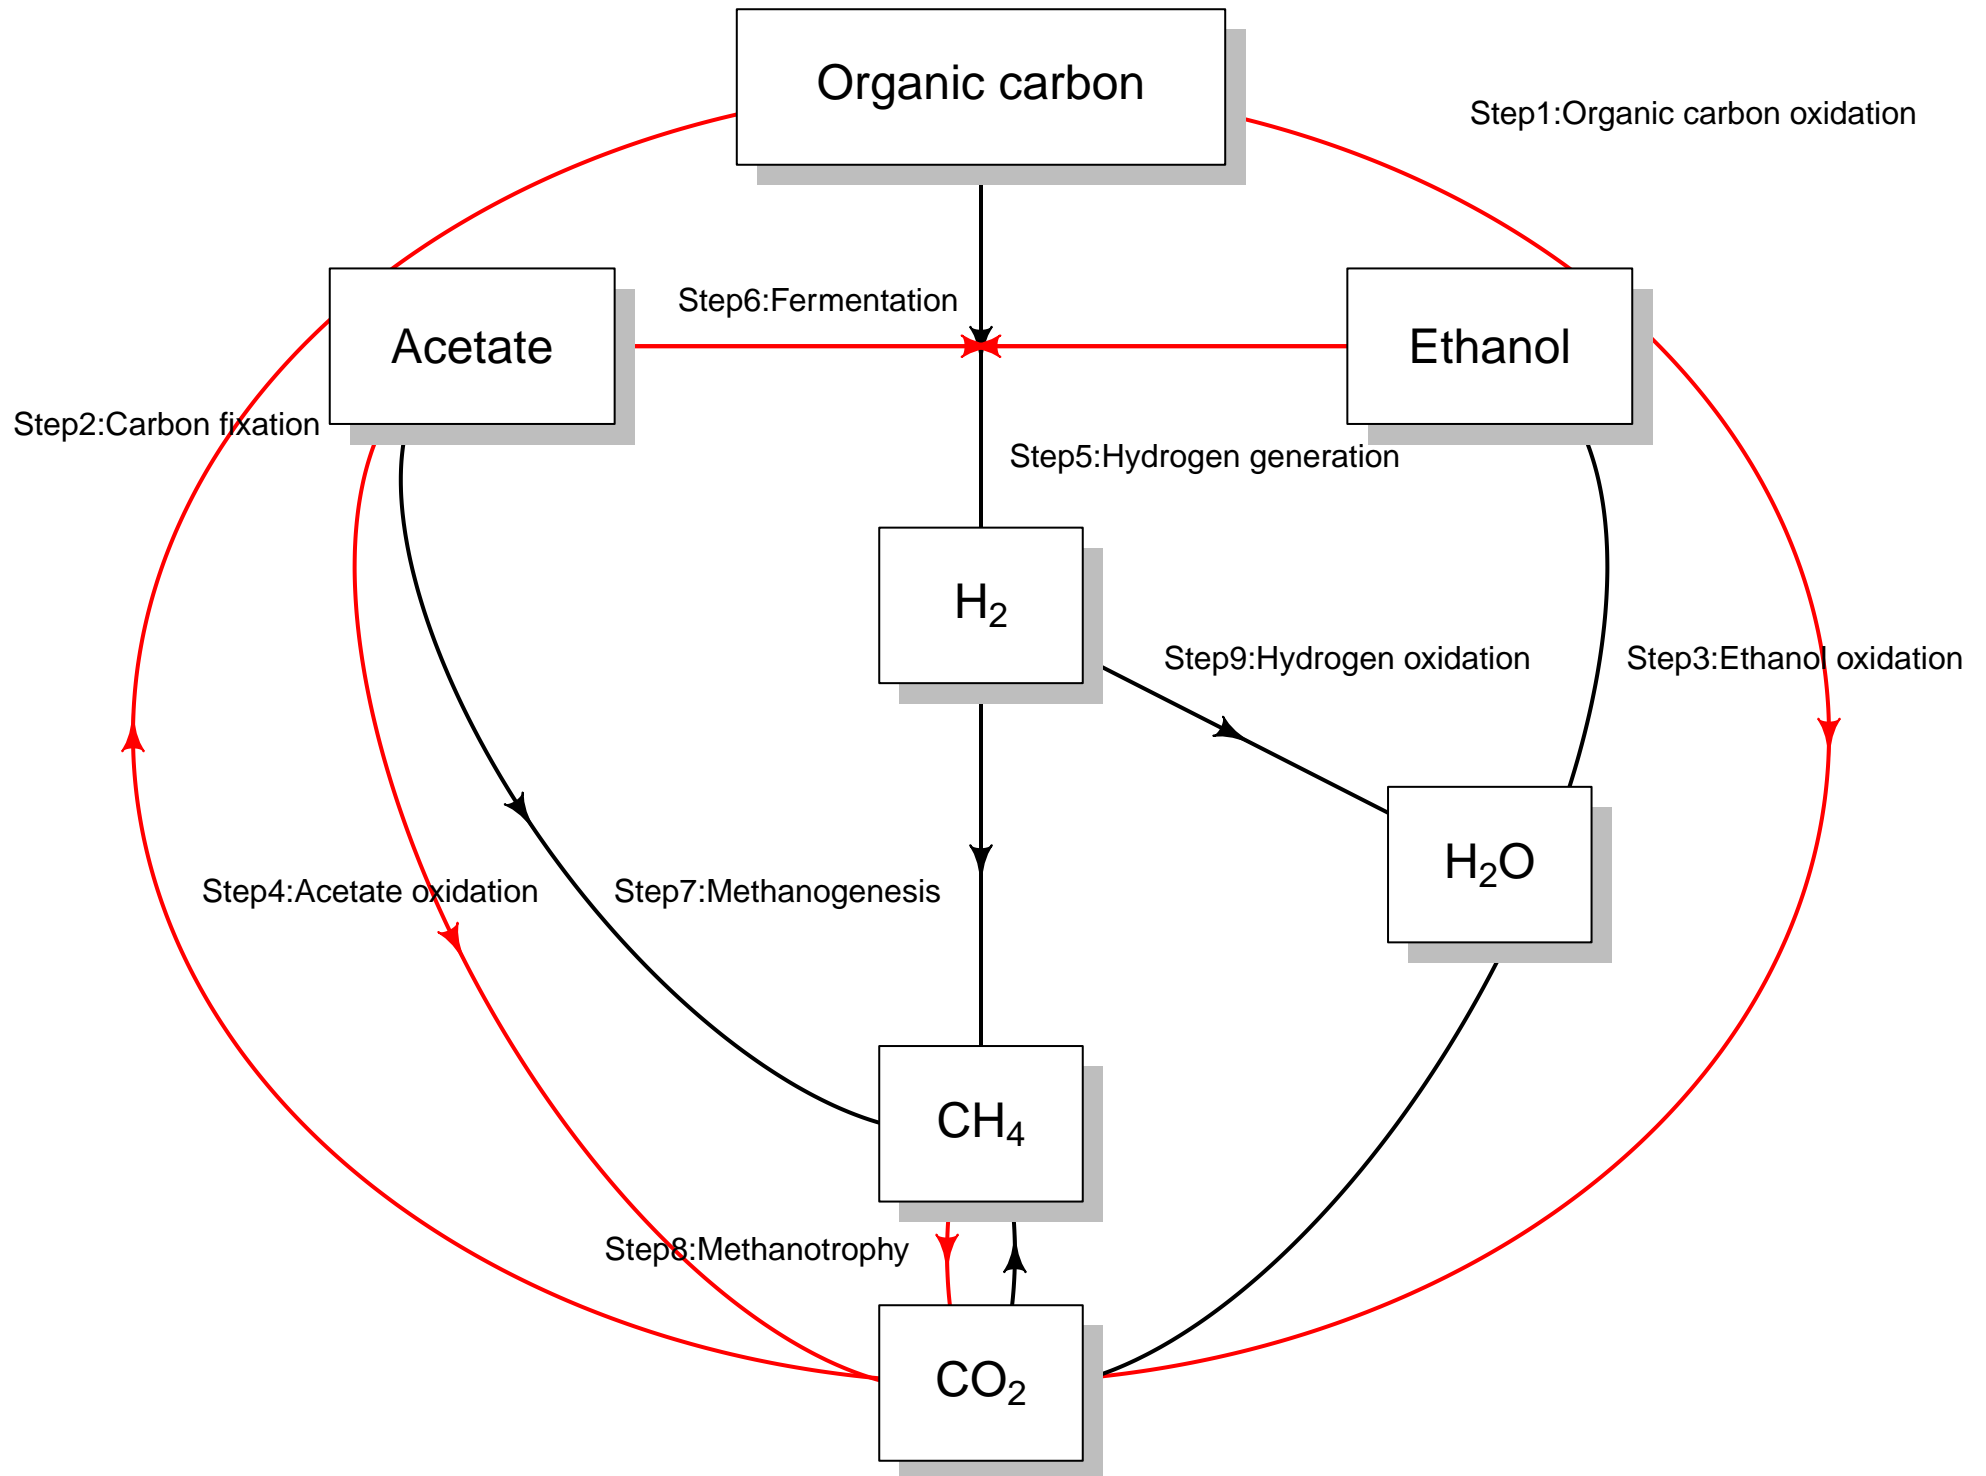 Organic carbon
Step1:Organic carbon oxidation
Step6:Fermentation
Acetate
Ethanol
Step2:Carbon fixation
Step5:Hydrogen generation
H₂
Step9:Hydrogen oxidation
Step3:Ethanol oxidation
H₂O
Step4:Acetate oxidation
Step7:Methanogenesis
CH₄
Step8:Methanotrophy
CO₂